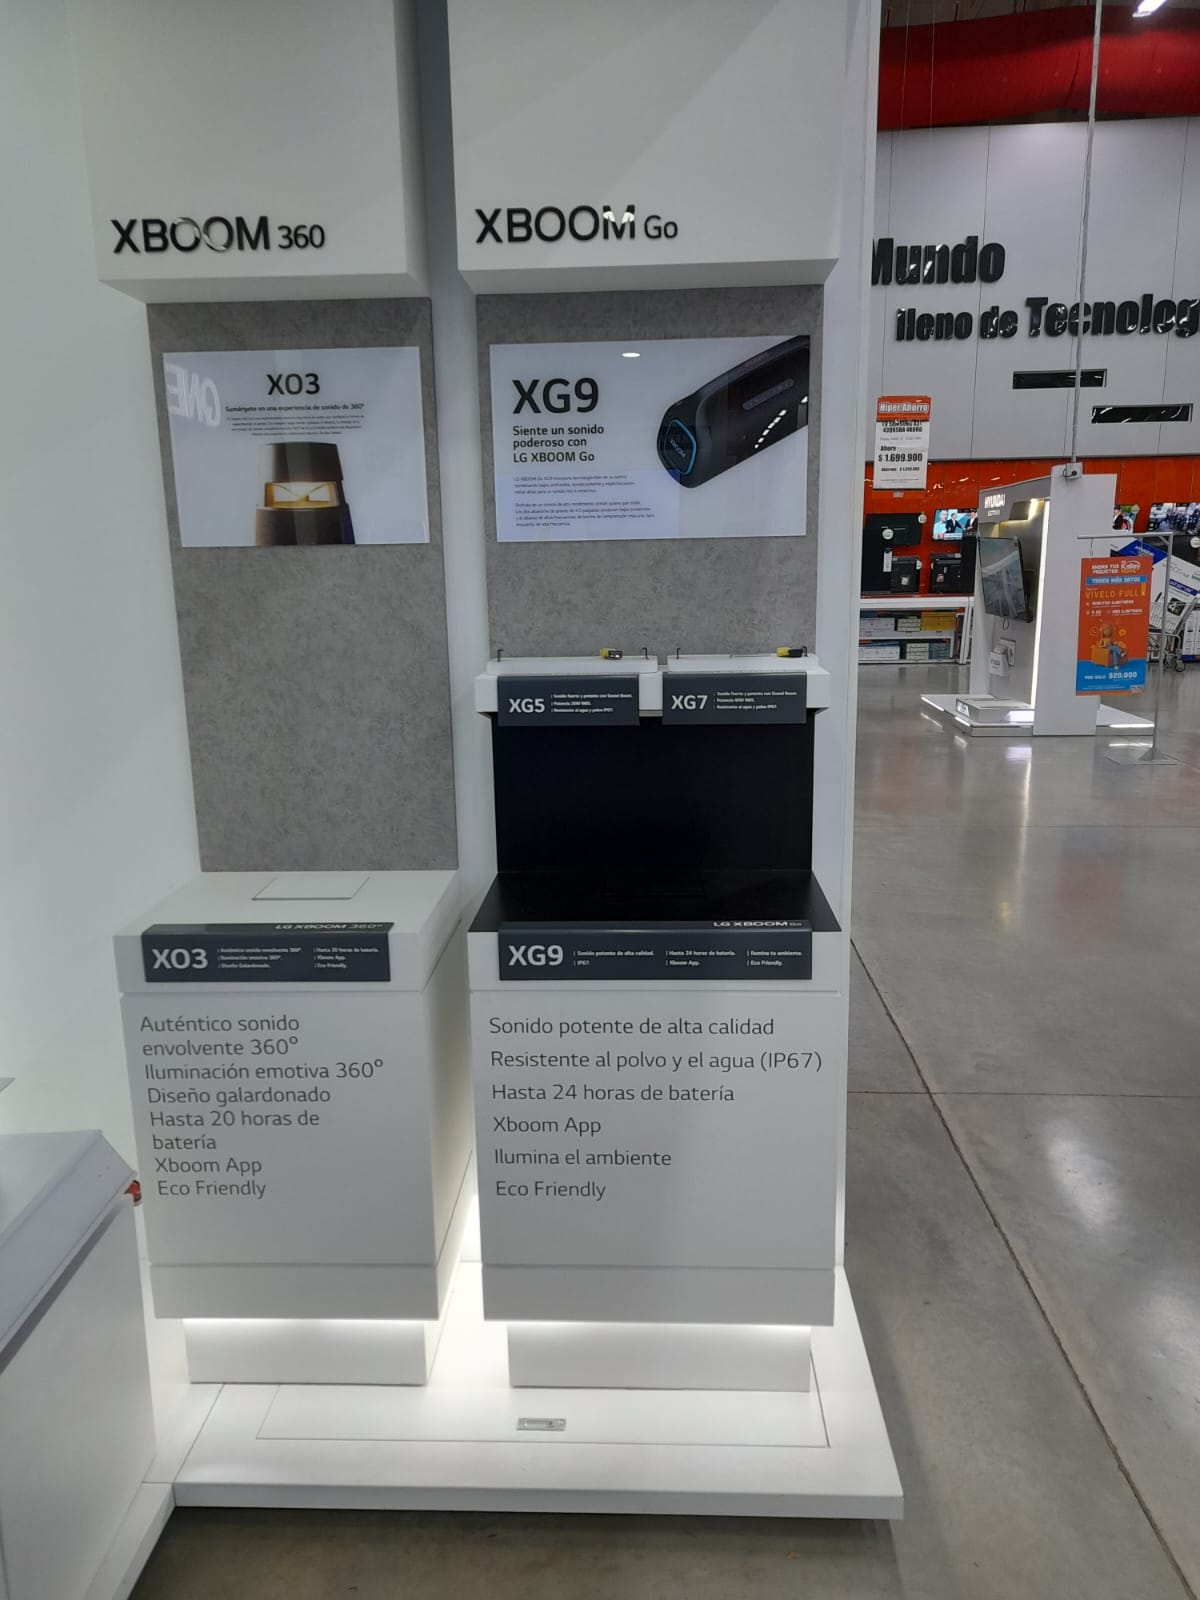 XBOOM 360
XBOOM Go
XO3
Sumérgete en una experiencia de sonido de 360°
XG9
Siente un sonido
poderoso con
LG XBOOM Go
XG5
Sonido fuerte y potente con Sound Boost.
Potencia 20W RMS.
Resistente al agua y polvo IP67.
XG7
Sonido fuerte y potente con Sound Boost.
Potencia 40W RMS.
Resistente al agua y polvo IP67.
LG XBOOM 360
XO3
Auténtico sonido envolvente 360°.
Iluminación emotiva 360°.
Diseño Galardonado.
Hasta 20 horas de batería.
Xboom App.
Eco Friendly.
LG XBOOM Go
XG9
Sonido potente de alta calidad.
IP67.
Hasta 24 horas de batería.
Xboom App.
Ilumina tu ambiente.
Eco Friendly.
Auténtico sonido
envolvente 360°
Iluminación emotiva 360°
Diseño galardonado
Hasta 20 horas de
batería
Xboom App
Eco Friendly
Sonido potente de alta calidad
Resistente al polvo y el agua (IP67)
Hasta 24 horas de batería
Xboom App
Ilumina el ambiente
Eco Friendly
Mundo
lleno de Tecnolog
Hiper Ahorro
Ahora
$ 1.699.900
HYUNDAI
Kalley
TENEN MÁS DATOS
VIVELO FULL
POR SOLO $20.000